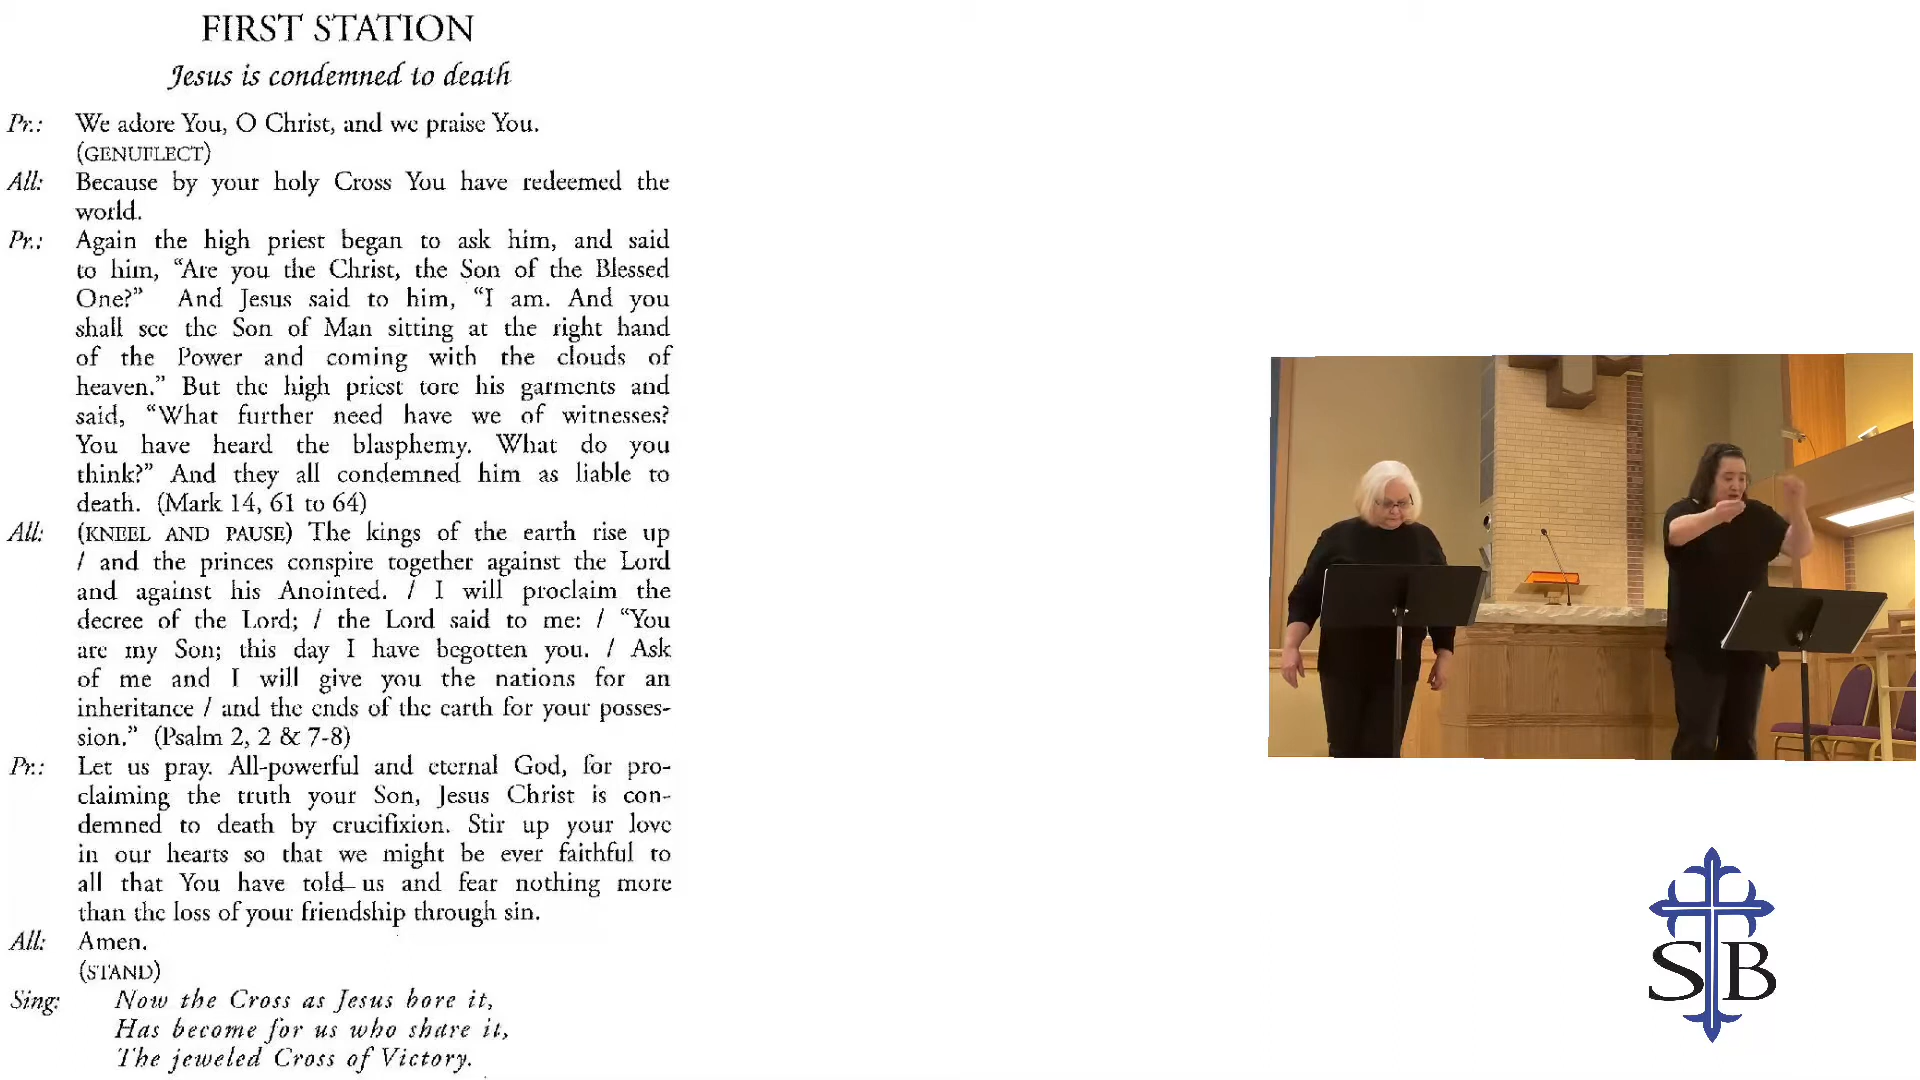 FIRST STATION
Jesus is condemned to death
Pr.: We adore You, O Christ, and we praise You.
(GENUFLECT)
All: Because by your holy Cross You have redeemed the
world.
Pr.: Again the high priest began to ask him, and said
to him, “Are you the Christ, the Son of the Blessed
One?” And Jesus said to him, “I am. And you
shall see the Son of Man sitting at the right hand
of the Power and coming with the clouds of
heaven.” But the high priest tore his garments and
said, “What further need have we of witnesses?
You have heard the blasphemy. What do you
think?” And they all condemned him as liable to
death. (Mark 14, 61 to 64)
All: (KNEEL AND PAUSE) The kings of the earth rise up
/ and the princes conspire together against the Lord
and against his Anointed. / I will proclaim the
decree of the Lord; / the Lord said to me: / “You
are my Son; this day I have begotten you. / Ask
of me and I will give you the nations for an
inheritance / and the ends of the earth for your posses-
sion.” (Psalm 2, 2 & 7-8)
Pr.: Let us pray. All-powerful and eternal God, for pro-
claiming the truth your Son, Jesus Christ is con-
demned to death by crucifixion. Stir up your love
in our hearts so that we might be ever faithful to
all that You have told us and fear nothing more
than the loss of your friendship through sin.
All: Amen.
(STAND)
Sing: Now the Cross as Jesus bore it,
Has become for us who share it,
The jeweled Cross of Victory.
SB